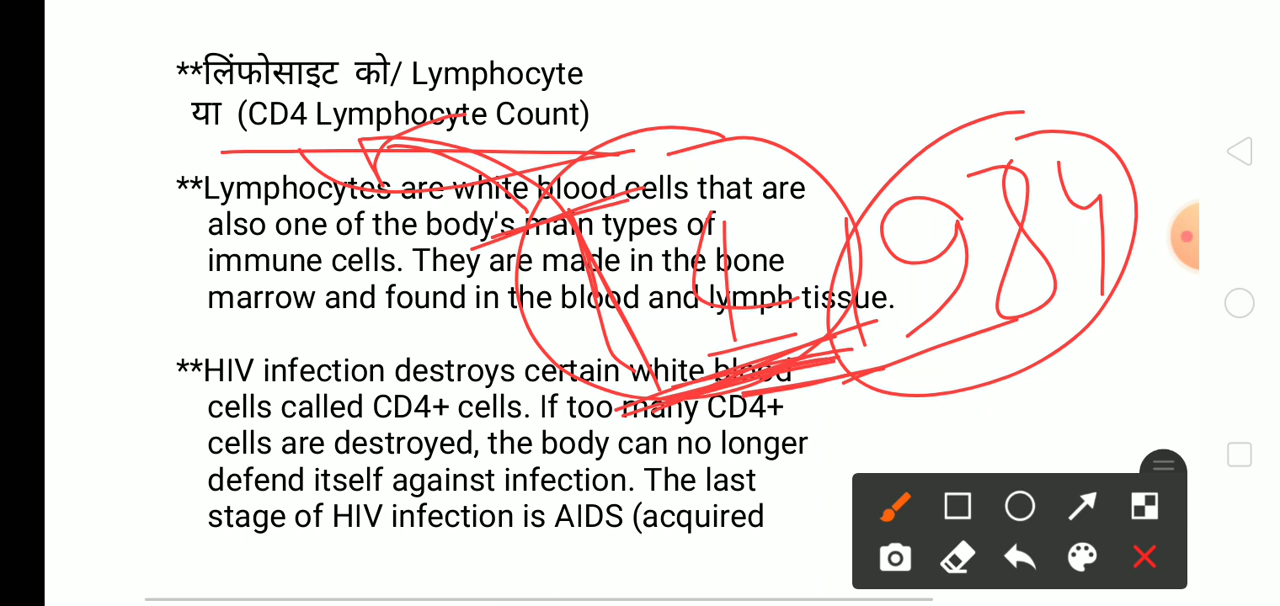 **लिंफोसाइट को/ Lymphocyte
या (CD4 Lymphocyte Count)
**Lymphocytes are white blood cells that are
also one of the body's main types of
immune cells. They are made in the bone
marrow and found in the blood and lymph tissue.
1984
**HIV infection destroys certain white blood
cells called CD4+ cells. If too many CD4+
cells are destroyed, the body can no longer
defend itself against infection. The last
stage of HIV infection is AIDS (acquired